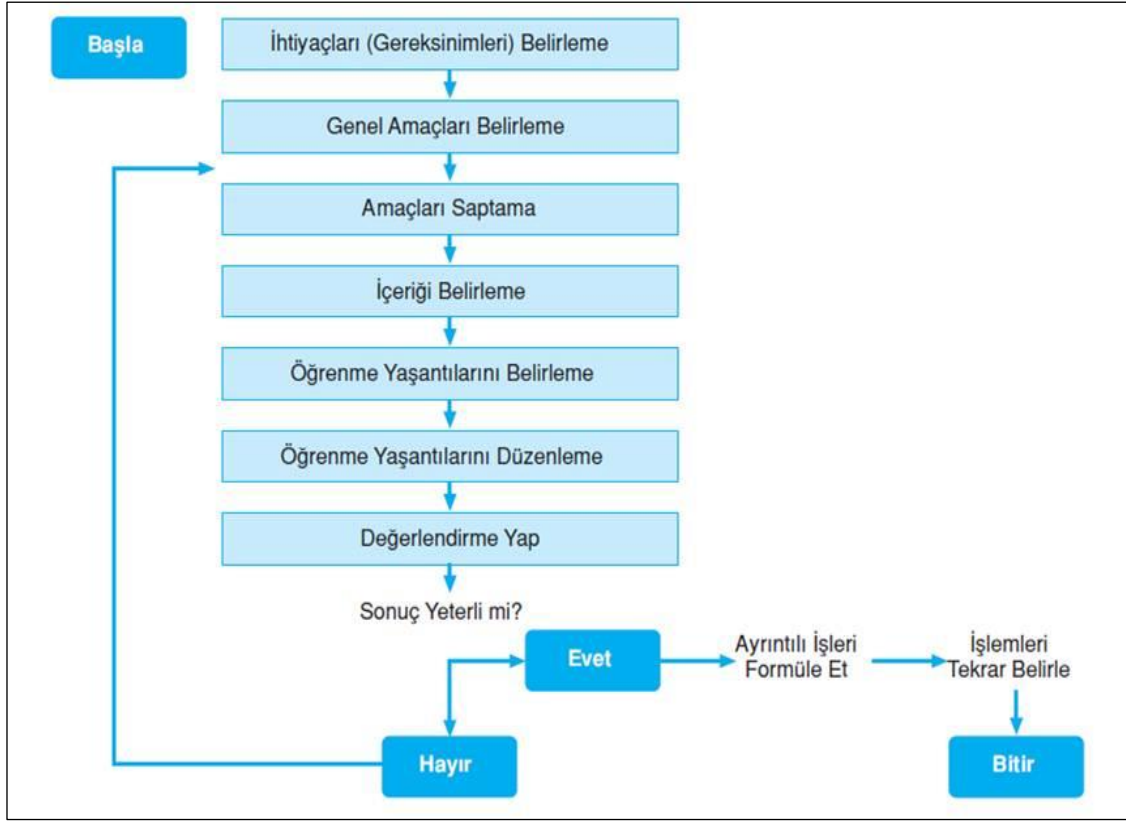 Başla
İhtiyaçları (Gereksinimleri) Belirleme
Genel Amaçları Belirleme
Amaçları Saptama
İçeriği Belirleme
Öğrenme Yaşantılarını Belirleme
Öğrenme Yaşantılarını Düzenleme
Değerlendirme Yap
Sonuç Yeterli mi?
Evet
Ayrıntılı İşleri
Formüle Et
İşlemleri
Tekrar Belirle
Hayır
Bitir